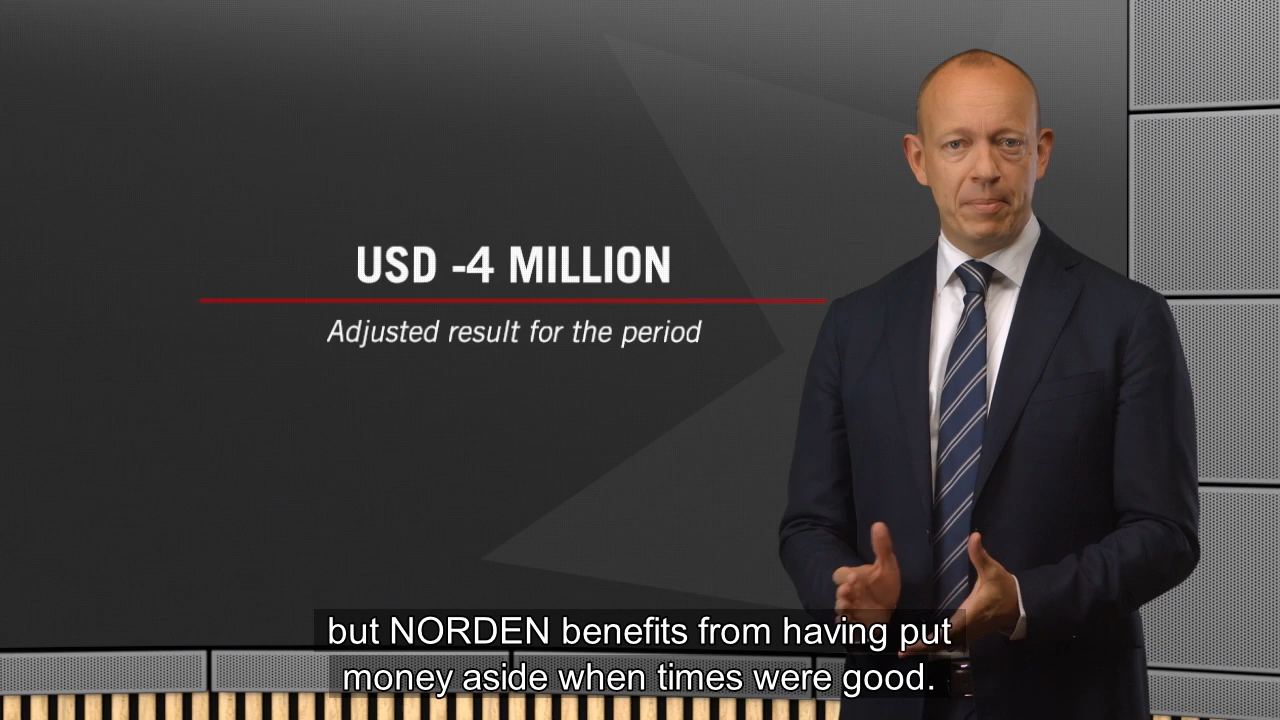 USD -4 MILLION
Adjusted result for the period
but NORDEN benefits from having put
money aside when times were good.